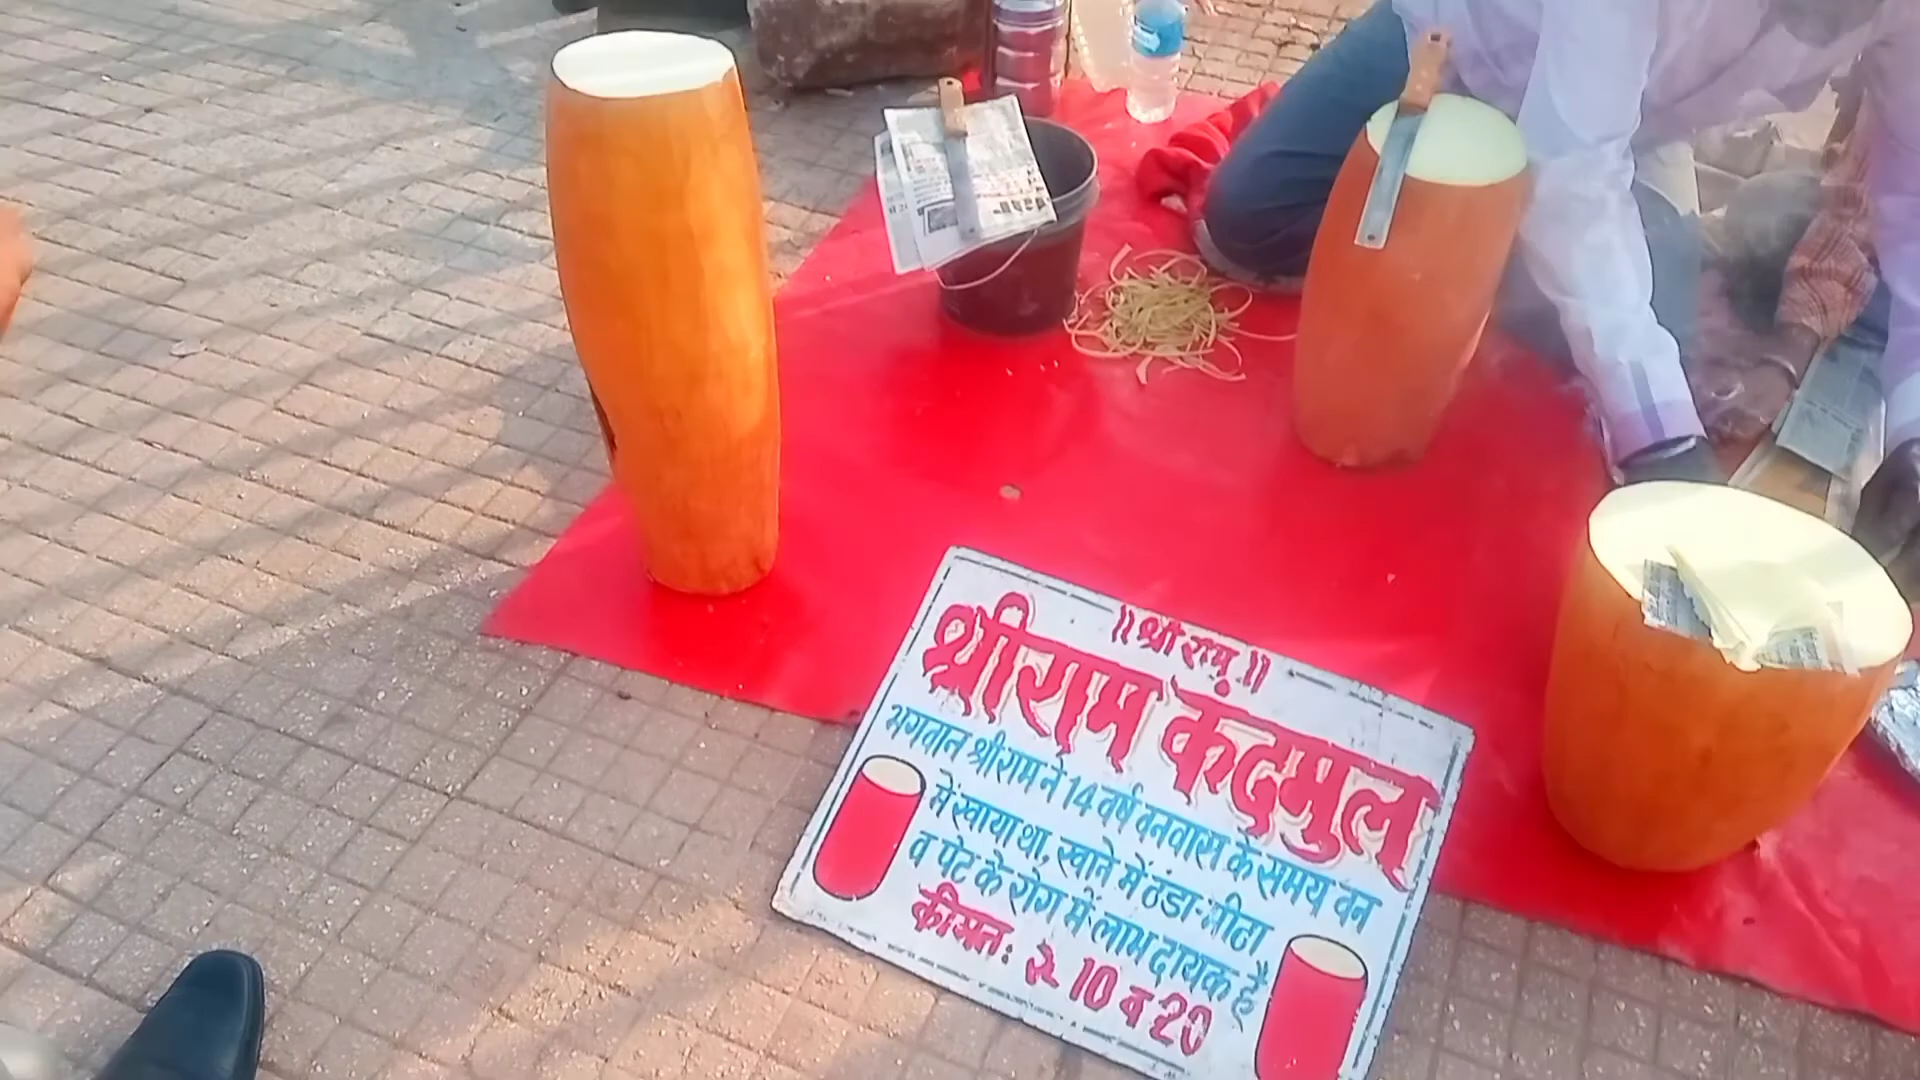 ॥ श्री राम ॥
श्रीराम कंदमुल
भगवान श्रीराम ने 14 वर्ष वनवास के समय वन
में खाया था, खाने में ठंडा-मीठा
व पेट के रोग में लाभ दायक है
कीमत: रु 10 व 20